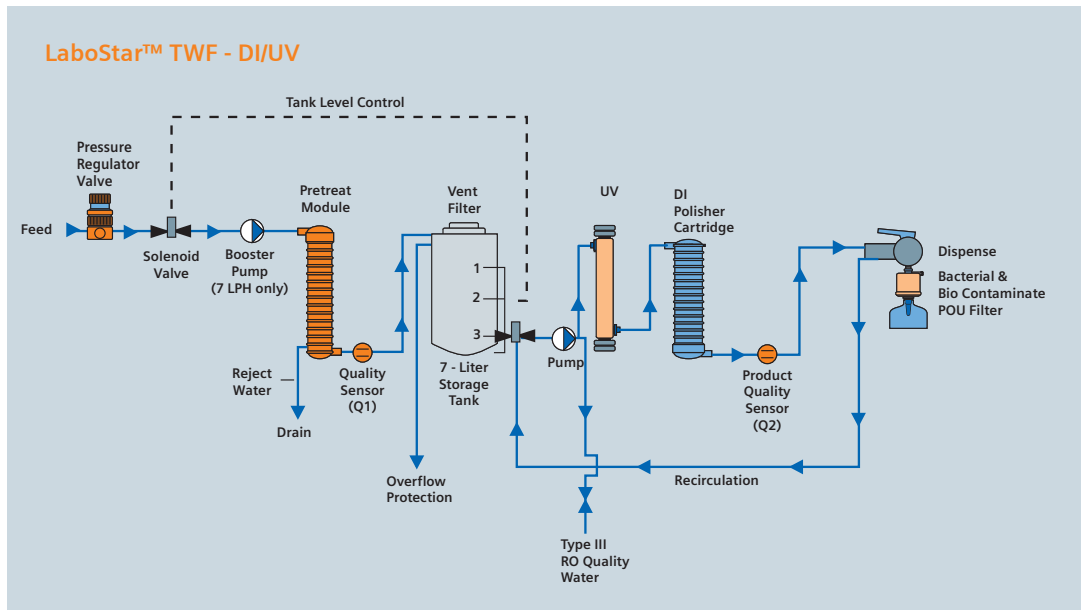 LaboStar™ TWF - DI/UV
Tank Level Control
Pressure
Regulator
Valve
Feed
Solenoid
Valve
Booster
Pump
(7 LPH only)
Pretreat
Module
Reject
Water
Drain
Quality
Sensor
(Q1)
Vent
Filter
1
2
3
7 - Liter
Storage
Tank
Overflow
Protection
Pump
UV
DI
Polisher
Cartridge
Product
Quality
Sensor
(Q2)
Dispense
Bacterial &
Bio Contaminate
POU Filter
Recirculation
Type III
RO Quality
Water